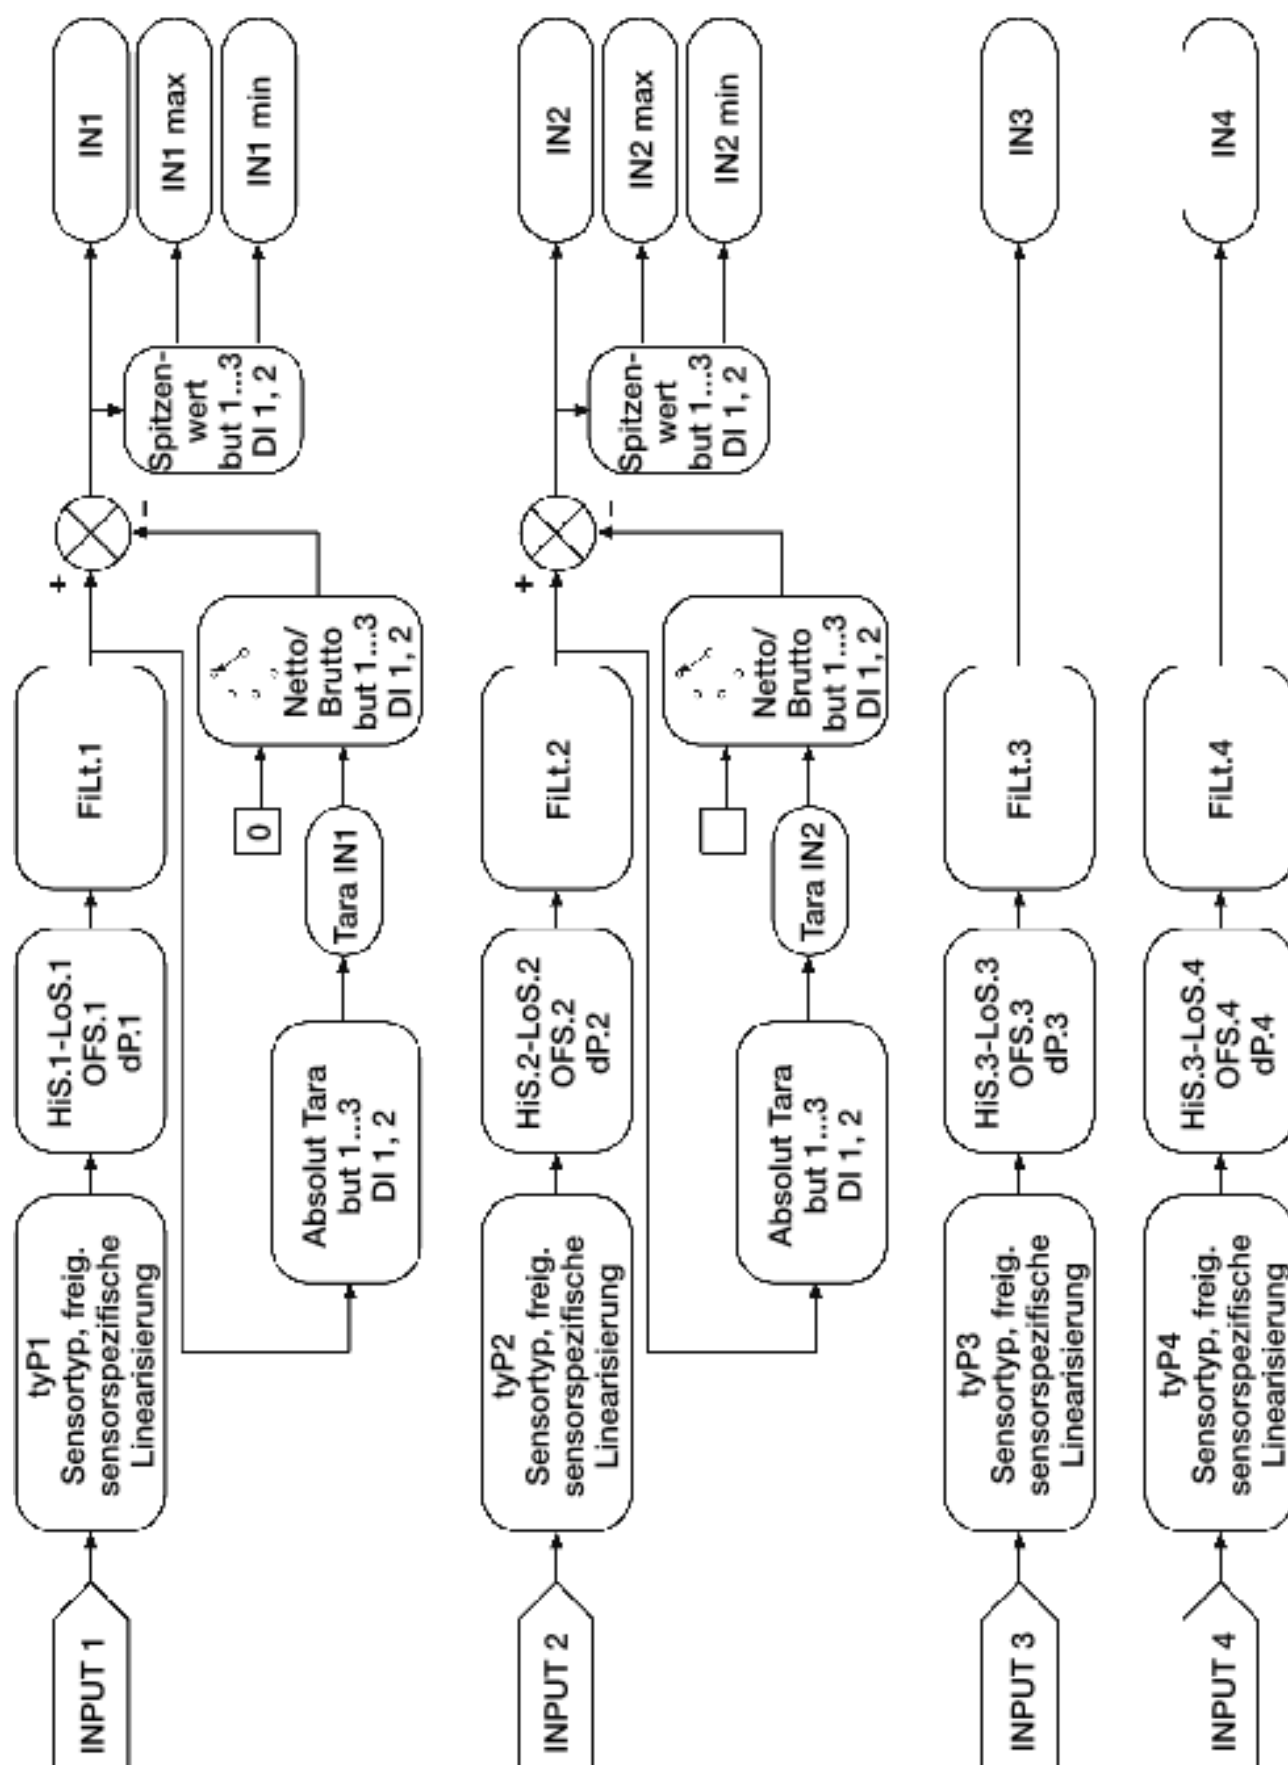 INPUT 1
tyP1
Sensortyp, freig.
sensorspezifische
Linearisierung
HiS.1-LoS.1
OFS.1
dP.1
FiLt.1
+
-
IN1
Spitzen-
wert
but 1...3
DI 1, 2
IN1 max
IN1 min
Absolut Tara
but 1...3
DI 1, 2
Tara IN1
0
Netto/
Brutto
but 1...3
DI 1, 2
INPUT 2
tyP2
Sensortyp, freig.
sensorspezifische
Linearisierung
HiS.2-LoS.2
OFS.2
dP.2
FiLt.2
+
-
IN2
Spitzen-
wert
but 1...3
DI 1, 2
IN2 max
IN2 min
Absolut Tara
but 1...3
DI 1, 2
Tara IN2
Netto/
Brutto
but 1...3
DI 1, 2
INPUT 3
tyP3
Sensortyp, freig.
sensorspezifische
Linearisierung
HiS.3-LoS.3
OFS.3
dP.3
FiLt.3
IN3
INPUT 4
tyP4
Sensortyp, freig.
sensorspezifische
Linearisierung
HiS.3-LoS.4
OFS.4
dP.4
FiLt.4
IN4